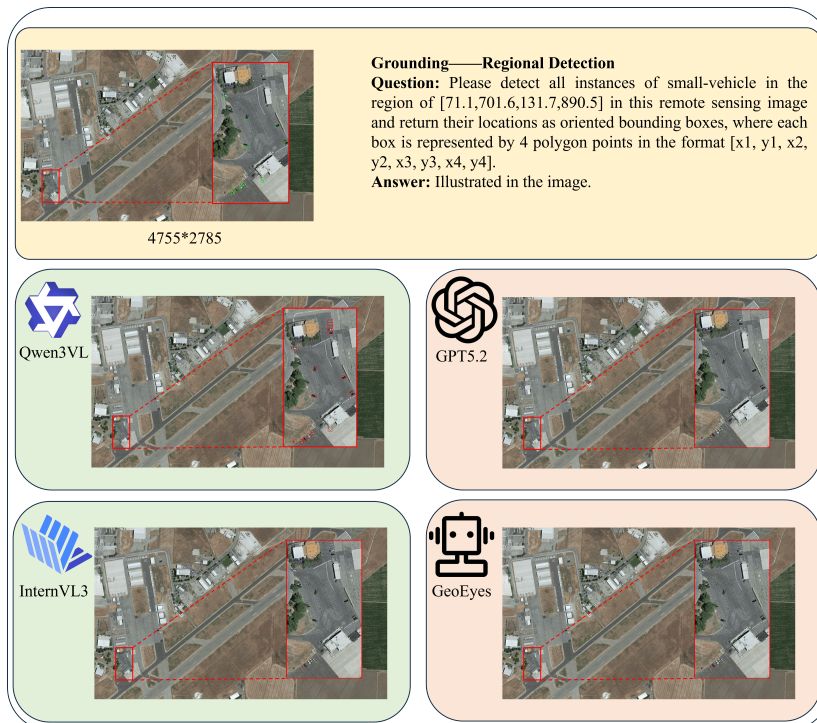 Grounding——Regional Detection
Question: Please detect all instances of small-vehicle in the
region of [71.1,701.6,131.7,890.5] in this remote sensing image
and return their locations as oriented bounding boxes, where each
box is represented by 4 polygon points in the format [x1, y1, x2,
y2, x3, y3, x4, y4].
Answer: Illustrated in the image.
4755*2785
Qwen3VL
GPT5.2
InternVL3
GeoEyes